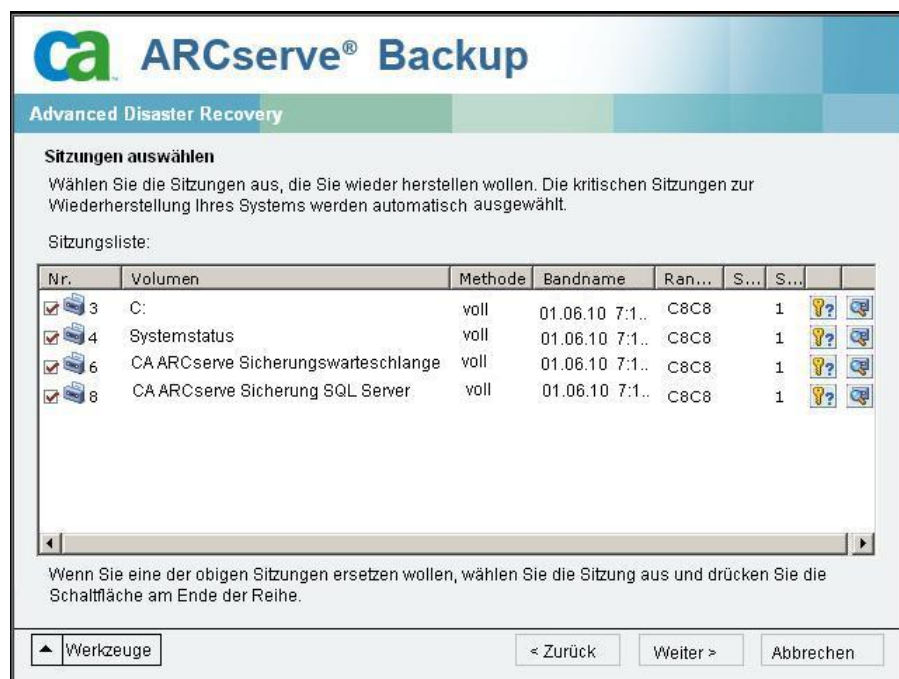 ca ARCserve® Backup
Advanced Disaster Recovery
Sitzungen auswählen
Wählen Sie die Sitzungen aus, die Sie wieder herstellen wollen. Die kritischen Sitzungen zur
Wiederherstellung Ihres Systems werden automatisch ausgewählt.
Sitzungsliste:
Nr. Volumen Methode Bandname Ran... S... S...
3 C: voll 01.06.10 7:1.. C8C8 1
4 Systemstatus voll 01.06.10 7:1.. C8C8 1
6 CA ARCserve Sicherungswarteschlange voll 01.06.10 7:1.. C8C8 1
8 CA ARCserve Sicherung SQL Server voll 01.06.10 7:1.. C8C8 1
Wenn Sie eine der obigen Sitzungen ersetzen wollen, wählen Sie die Sitzung aus und drücken Sie die
Schaltfläche am Ende der Reihe.
Werkzeuge < Zurück Weiter > Abbrechen